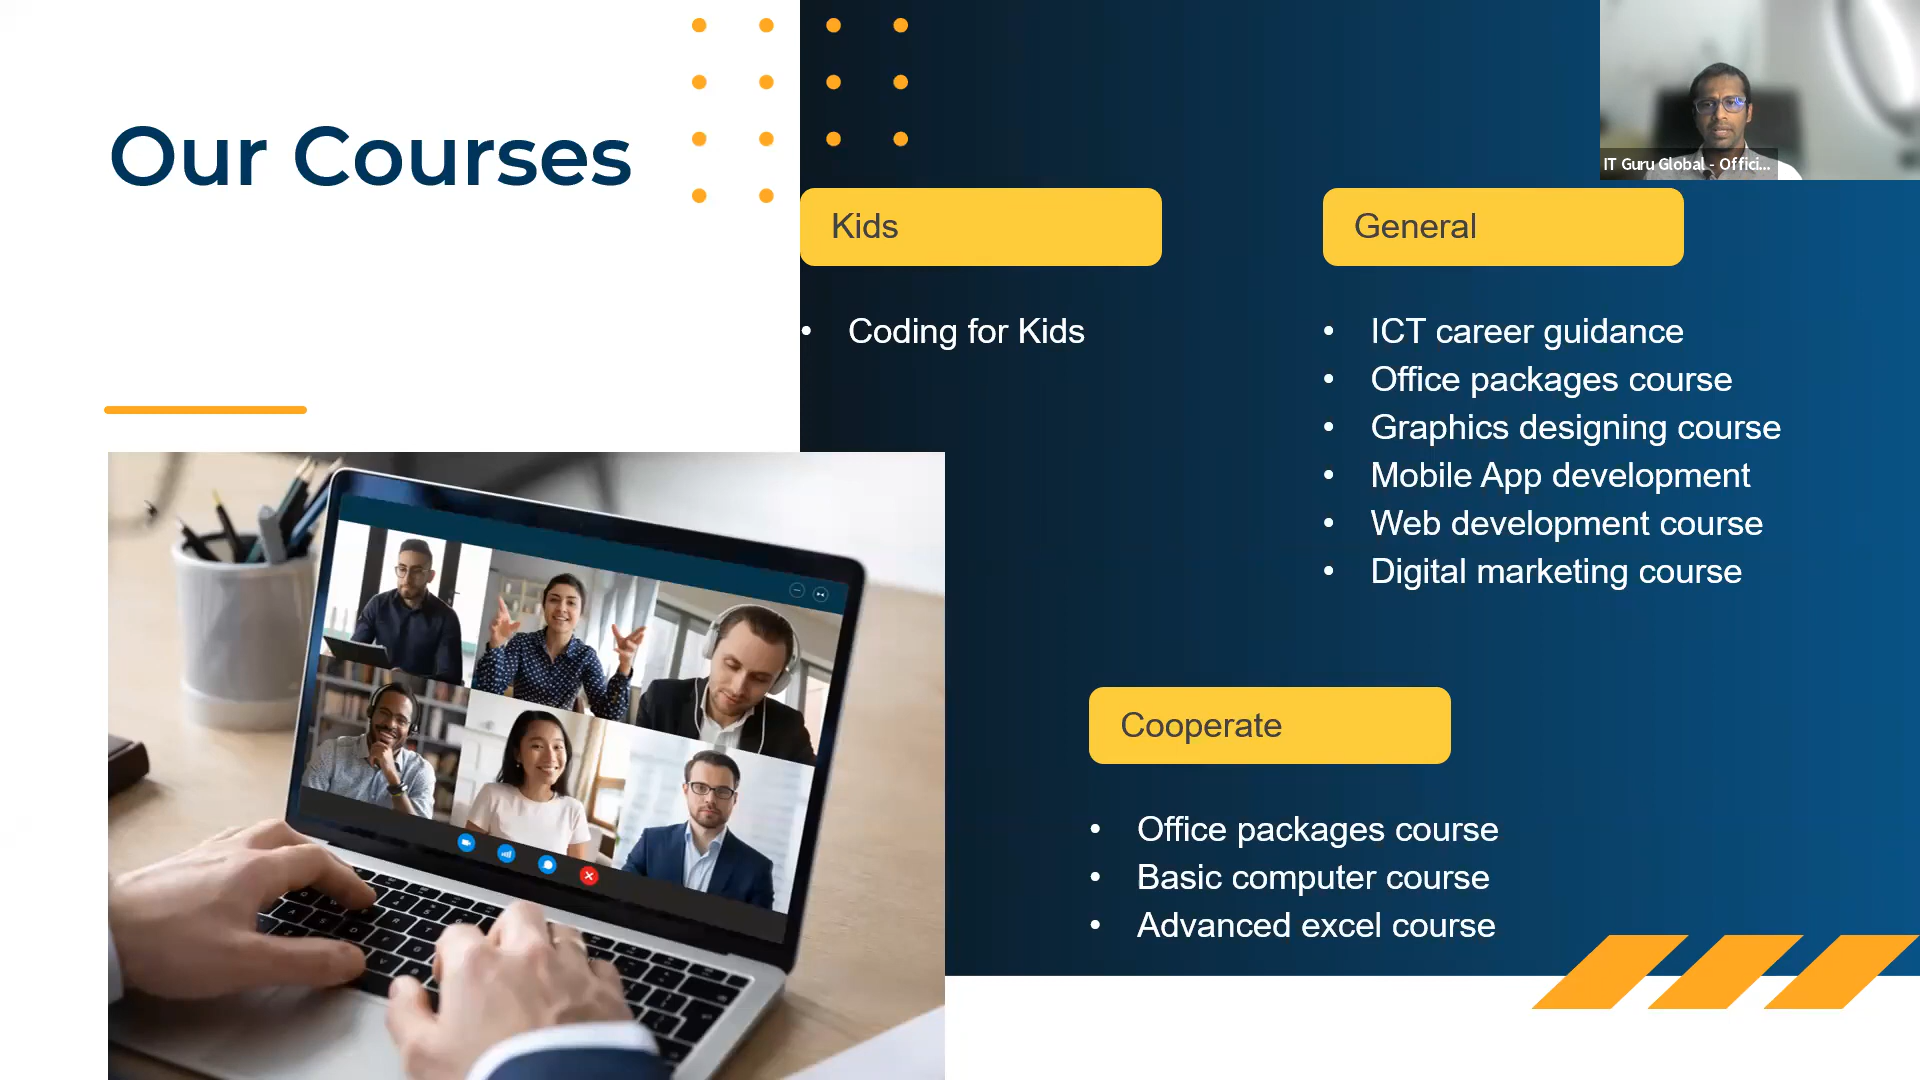 Our Courses
IT Guru Global - Offici...
Kids
General
• Coding for Kids
• ICT career guidance
• Office packages course
• Graphics designing course
• Mobile App development
• Web development course
• Digital marketing course
Cooperate
• Office packages course
• Basic computer course
• Advanced excel course